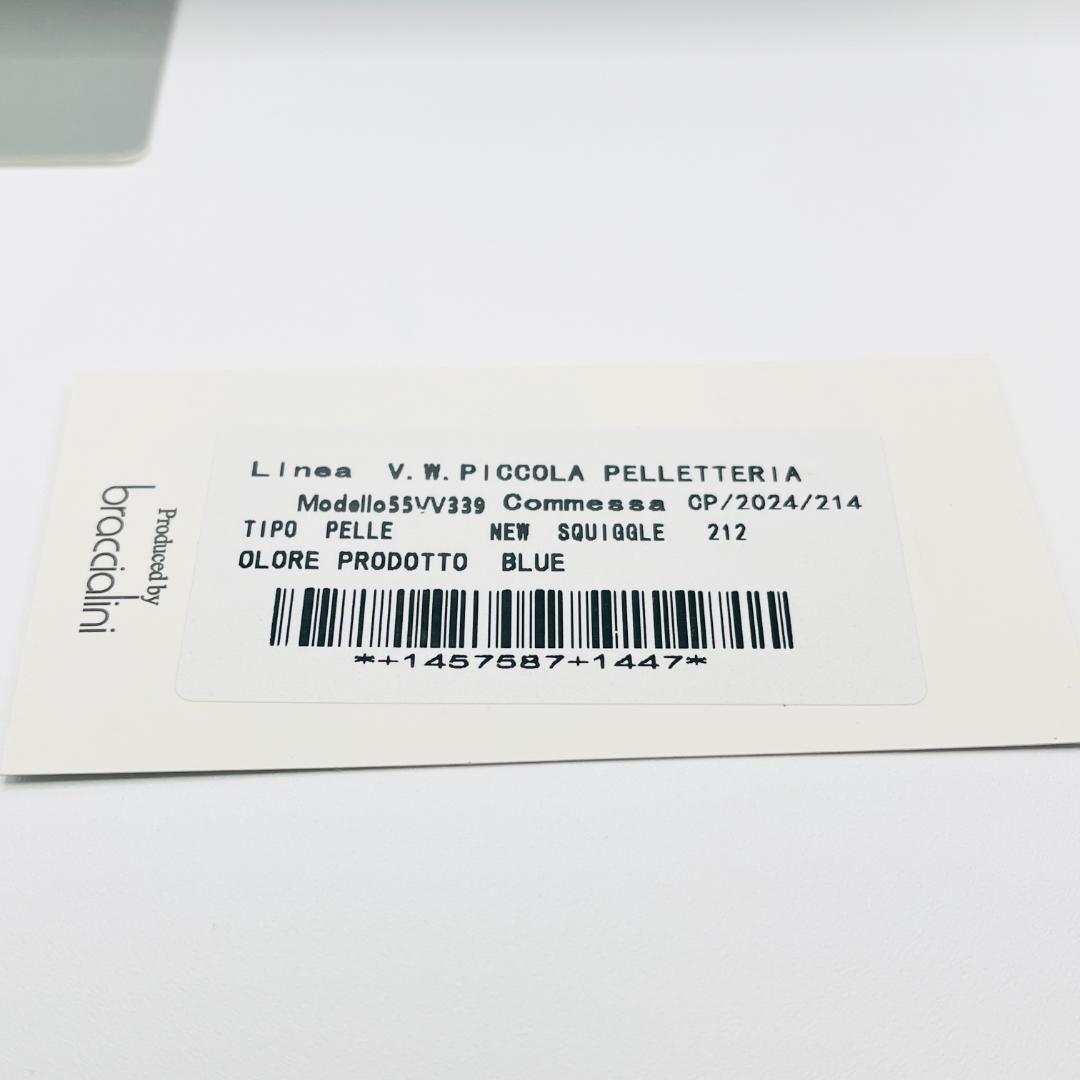 Linea V.W.PICCOLA PELLETTERIA
Modello55VV339 Commessa CP/2024/214
TIPO PELLE NEW SQUIGGLE 212
OLORE PRODOTTO BLUE
*+1457587+1447*
Produced by
braccialini